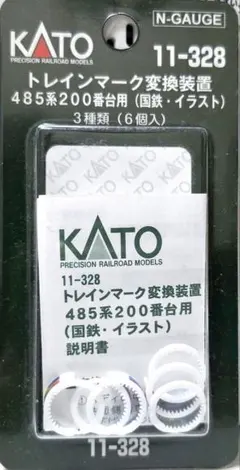 N-GAUGE
KATO
PRECISION RAILROAD MODELS
11-328
トレインマーク変換装置
485系200番台用(国鉄・イラスト)
3種類(6個入)
KATO
PRECISION RAILROAD MODELS
11-328
トレインマーク変換装置
485系200番台用
(国鉄・イラスト)
説明書
11-328